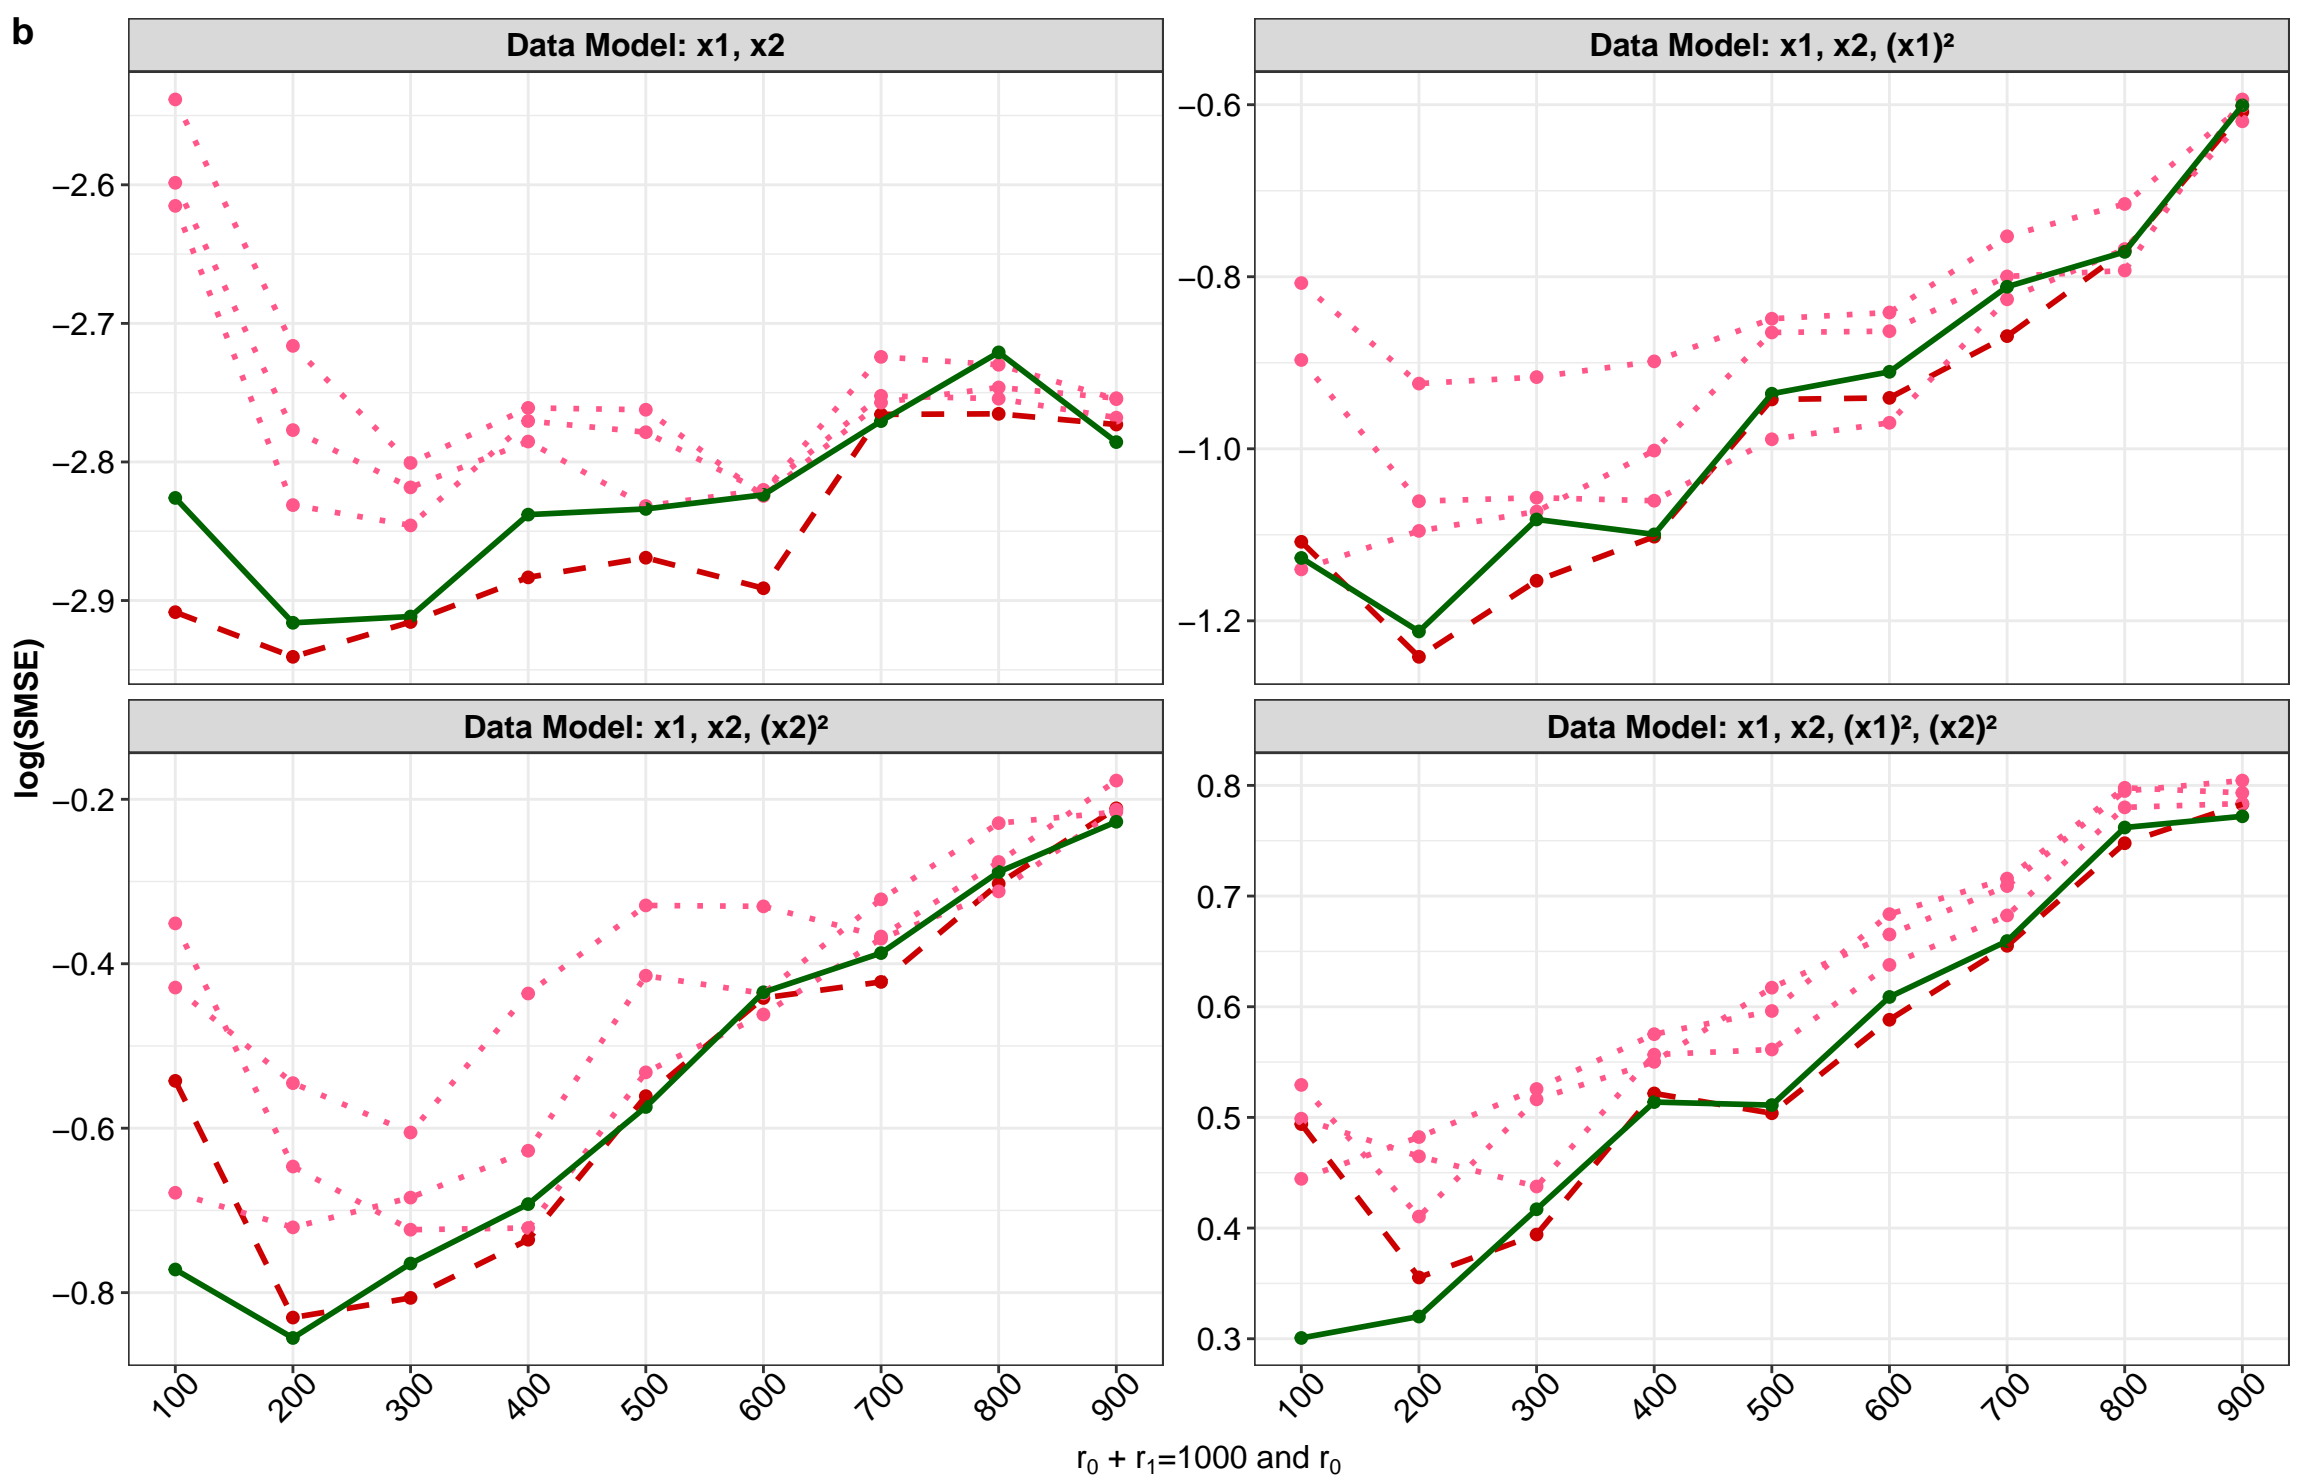 b
Data Model: x1, x2
Data Model: x1, x2, (x1)²
−2.6
−2.7
−2.8
−2.9
−0.6
−0.8
−1.0
−1.2
log(SMSE)
Data Model: x1, x2, (x2)²
Data Model: x1, x2, (x1)², (x2)²
−0.2
−0.4
−0.6
−0.8
0.8
0.7
0.6
0.5
0.4
0.3
100 200 300 400 500 600 700 800 900
100 200 300 400 500 600 700 800 900
r₀ + r₁=1000 and r₀